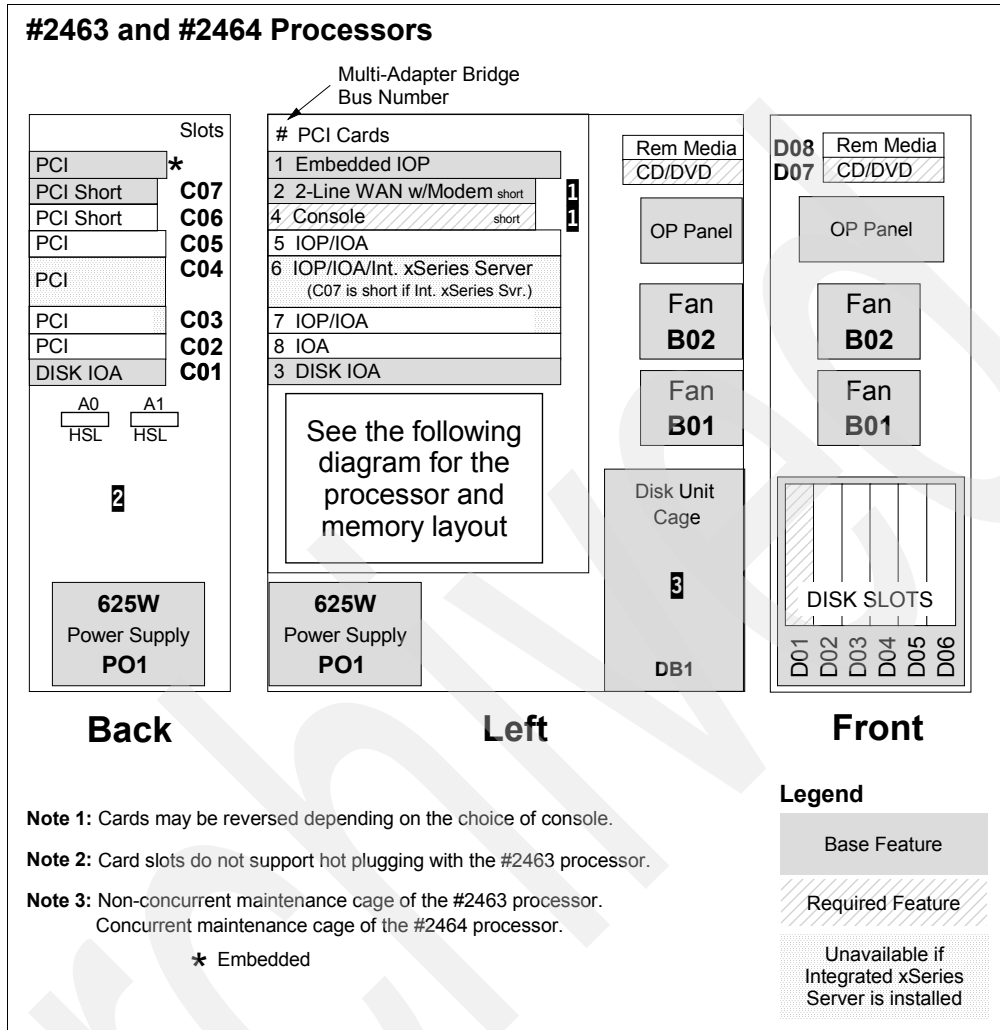 #2463 and #2464 Processors
Multi-Adapter Bridge
Bus Number
Slots
PCI *
PCI Short C07
PCI Short C06
PCI C05
PCI C04
PCI C03
PCI C02
DISK IOA C01
A0 A1
HSL HSL
2
625W
Power Supply
PO1
Back
# PCI Cards
1 Embedded IOP
2 2-Line WAN w/Modem short 1
4 Console short 1
5 IOP/IOA
6 IOP/IOA/Int. xSeries Server
(C07 is short if Int. xSeries Svr.)
7 IOP/IOA
8 IOA
3 DISK IOA
See the following
diagram for the
processor and
memory layout
625W
Power Supply
PO1
Rem Media
CD/DVD
OP Panel
Fan
B02
Fan
B01
Disk Unit
Cage
3
DB1
Left
D08 Rem Media
D07 CD/DVD
OP Panel
Fan
B02
Fan
B01
DISK SLOTS
D01 D02 D03 D04 D05 D06
Front
Note 1: Cards may be reversed depending on the choice of console.
Note 2: Card slots do not support hot plugging with the #2463 processor.
Note 3: Non-concurrent maintenance cage of the #2463 processor.
Concurrent maintenance cage of the #2464 processor.
* Embedded
Legend
Base Feature
Required Feature
Unavailable if
Integrated xSeries
Server is installed